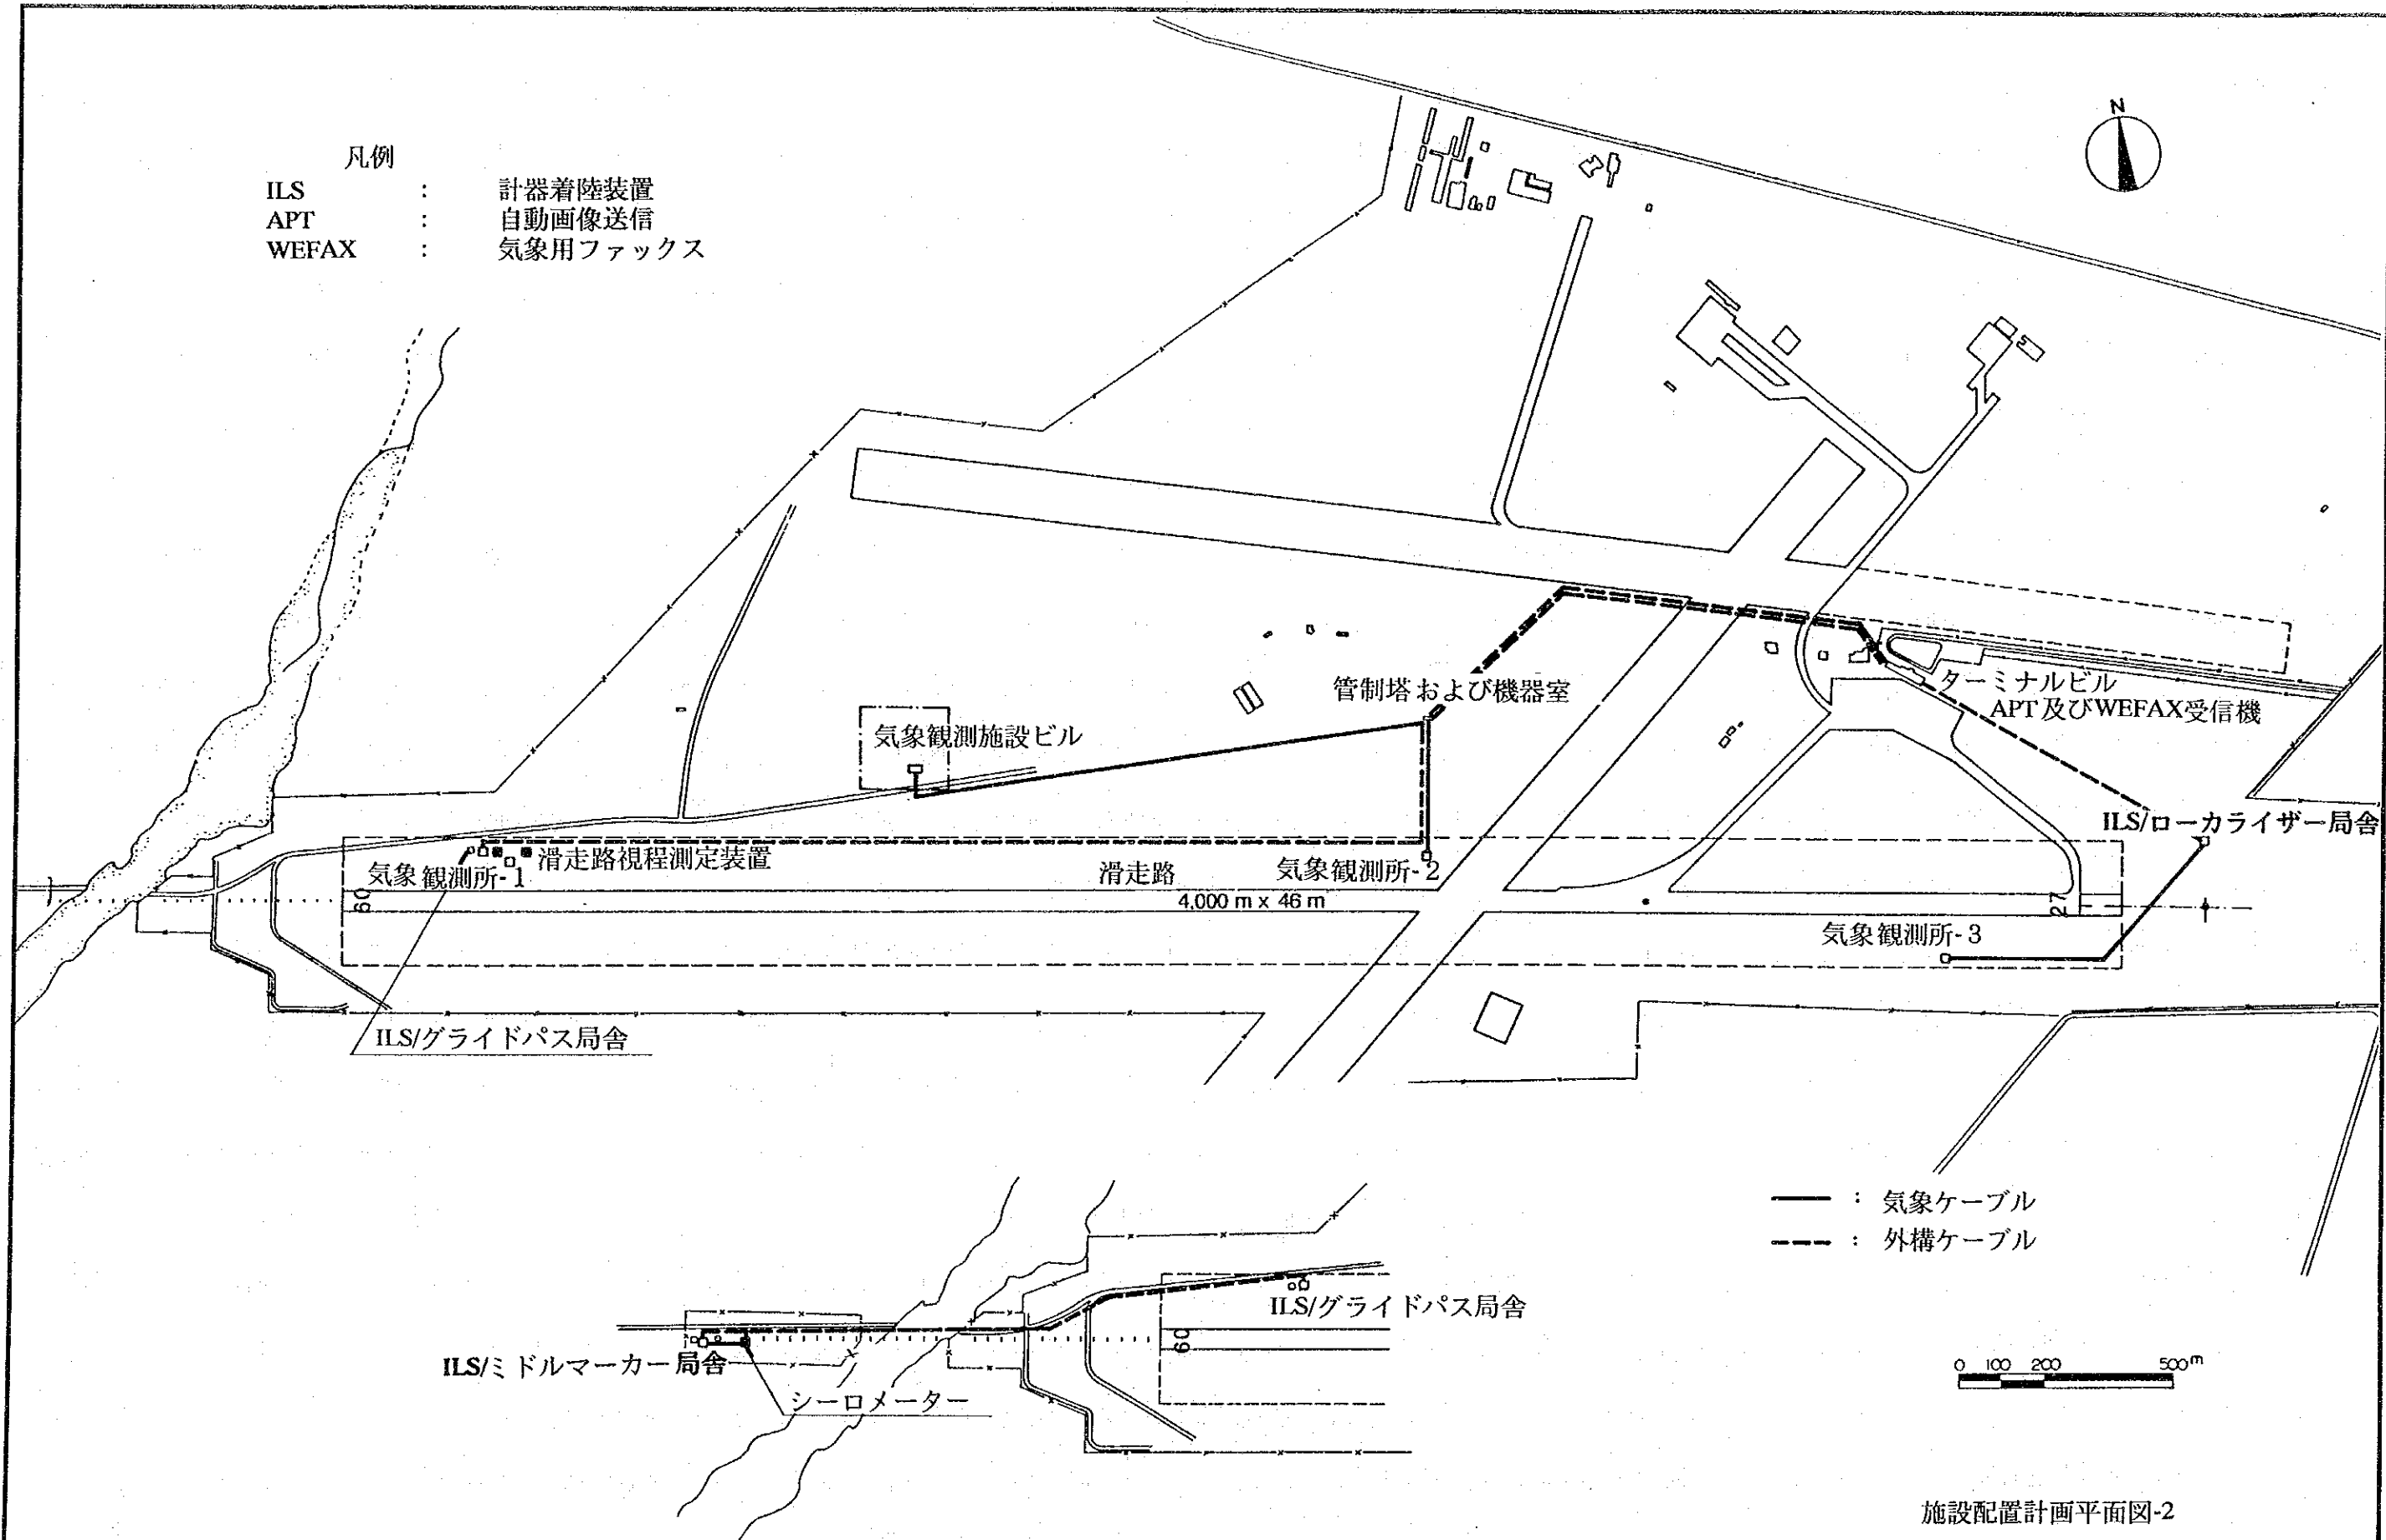 N
凡例
ILS : 計器着陸装置
APT : 自動画像送信
WEFAX : 気象用ファックス
管制塔および機器室
ターミナルビル
APT及びWEFAX受信機
気象観測施設ビル
ILS/ローカライザー局舎
滑走路視程測定装置
気象観測所-1
滑走路
気象観測所-2
4,000 m x 46 m
09
27
気象観測所-3
ILS/グライドパス局舎
: 気象ケーブル
: 外構ケーブル
ILS/グライドパス局舎
09
ILS/ミドルマーカー局舎
シーロメーター
0 100 200 500m
施設配置計画平面図-2